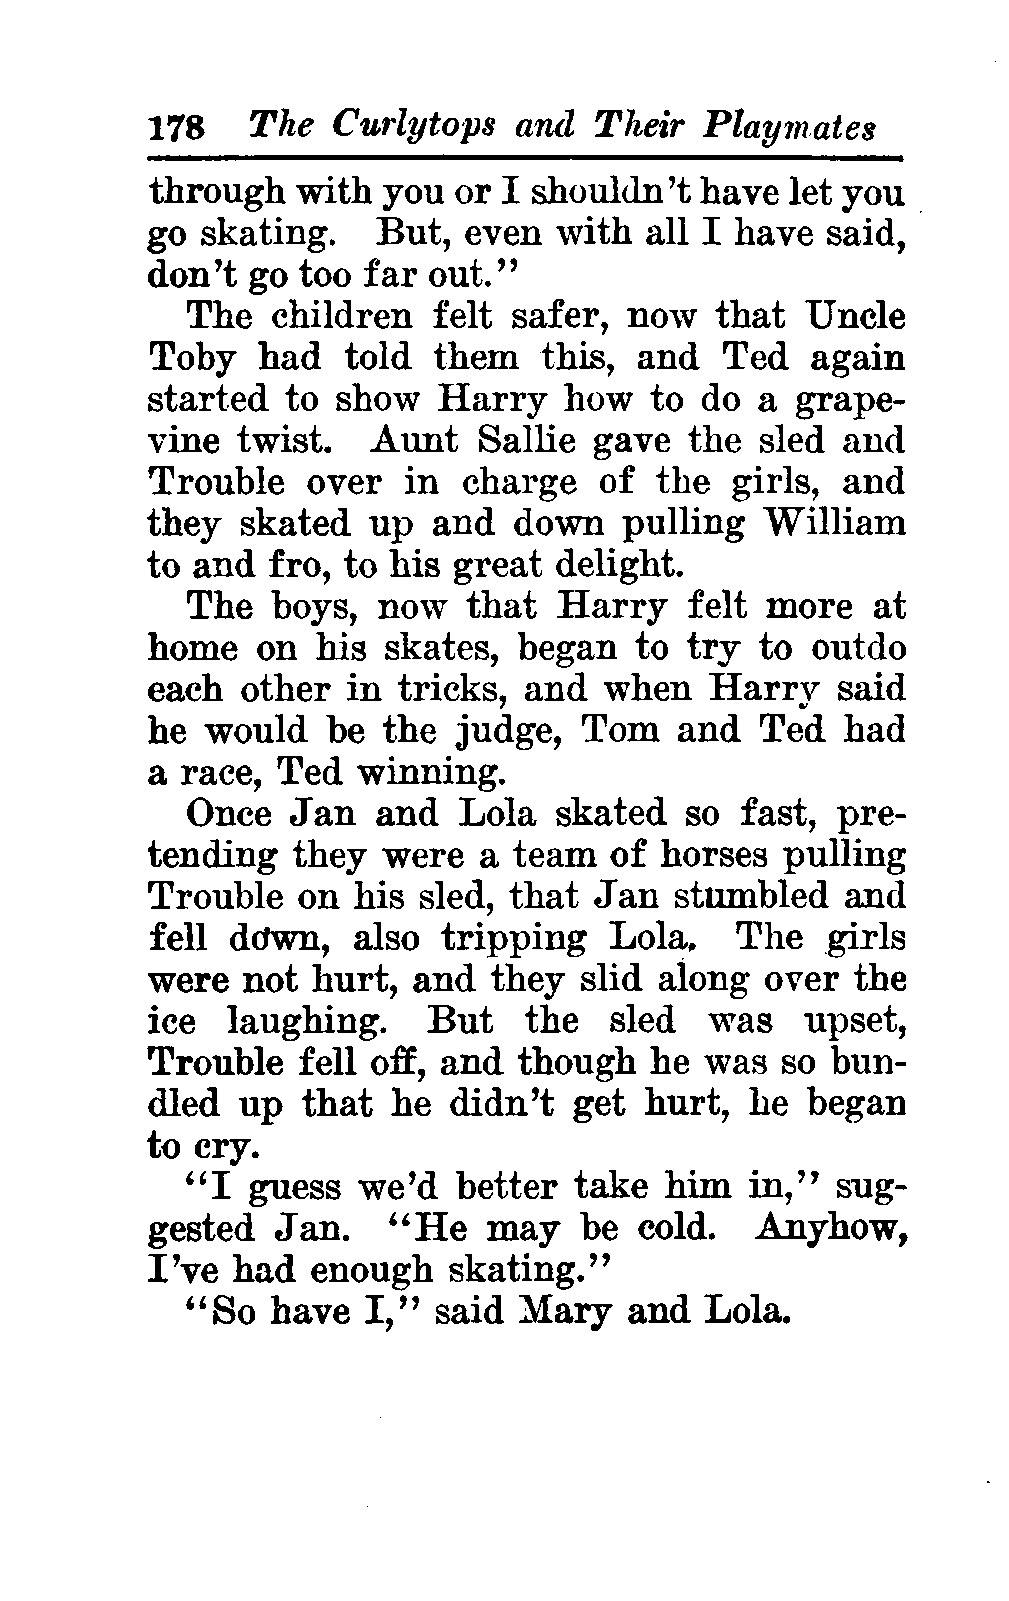 178 The Curlytops and Their Playmates
through with you or I shouldn't have let you
go skating. But, even with all I have said,
don't go too far out."
The children felt safer, now that Uncle
Toby had told them this, and Ted again
started to show Harry how to do a grape-
vine twist. Aunt Sallie gave the sled and
Trouble over in charge of the girls, and
they skated up and down pulling William
to and fro, to his great delight.
The boys, now that Harry felt more at
home on his skates, began to try to outdo
each other in tricks, and when Harry said
he would be the judge, Tom and Ted had
a race, Ted winning.
Once Jan and Lola skated so fast, pre-
tending they were a team of horses pulling
Trouble on his sled, that Jan stumbled and
fell down, also tripping Lola. The girls
were not hurt, and they slid along over the
ice laughing. But the sled was upset,
Trouble fell off, and though he was so bun-
dled up that he didn't get hurt, he began
to cry.
"I guess we'd better take him in," sug-
gested Jan. "He may be cold. Anyhow,
I've had enough skating."
"So have I," said Mary and Lola.